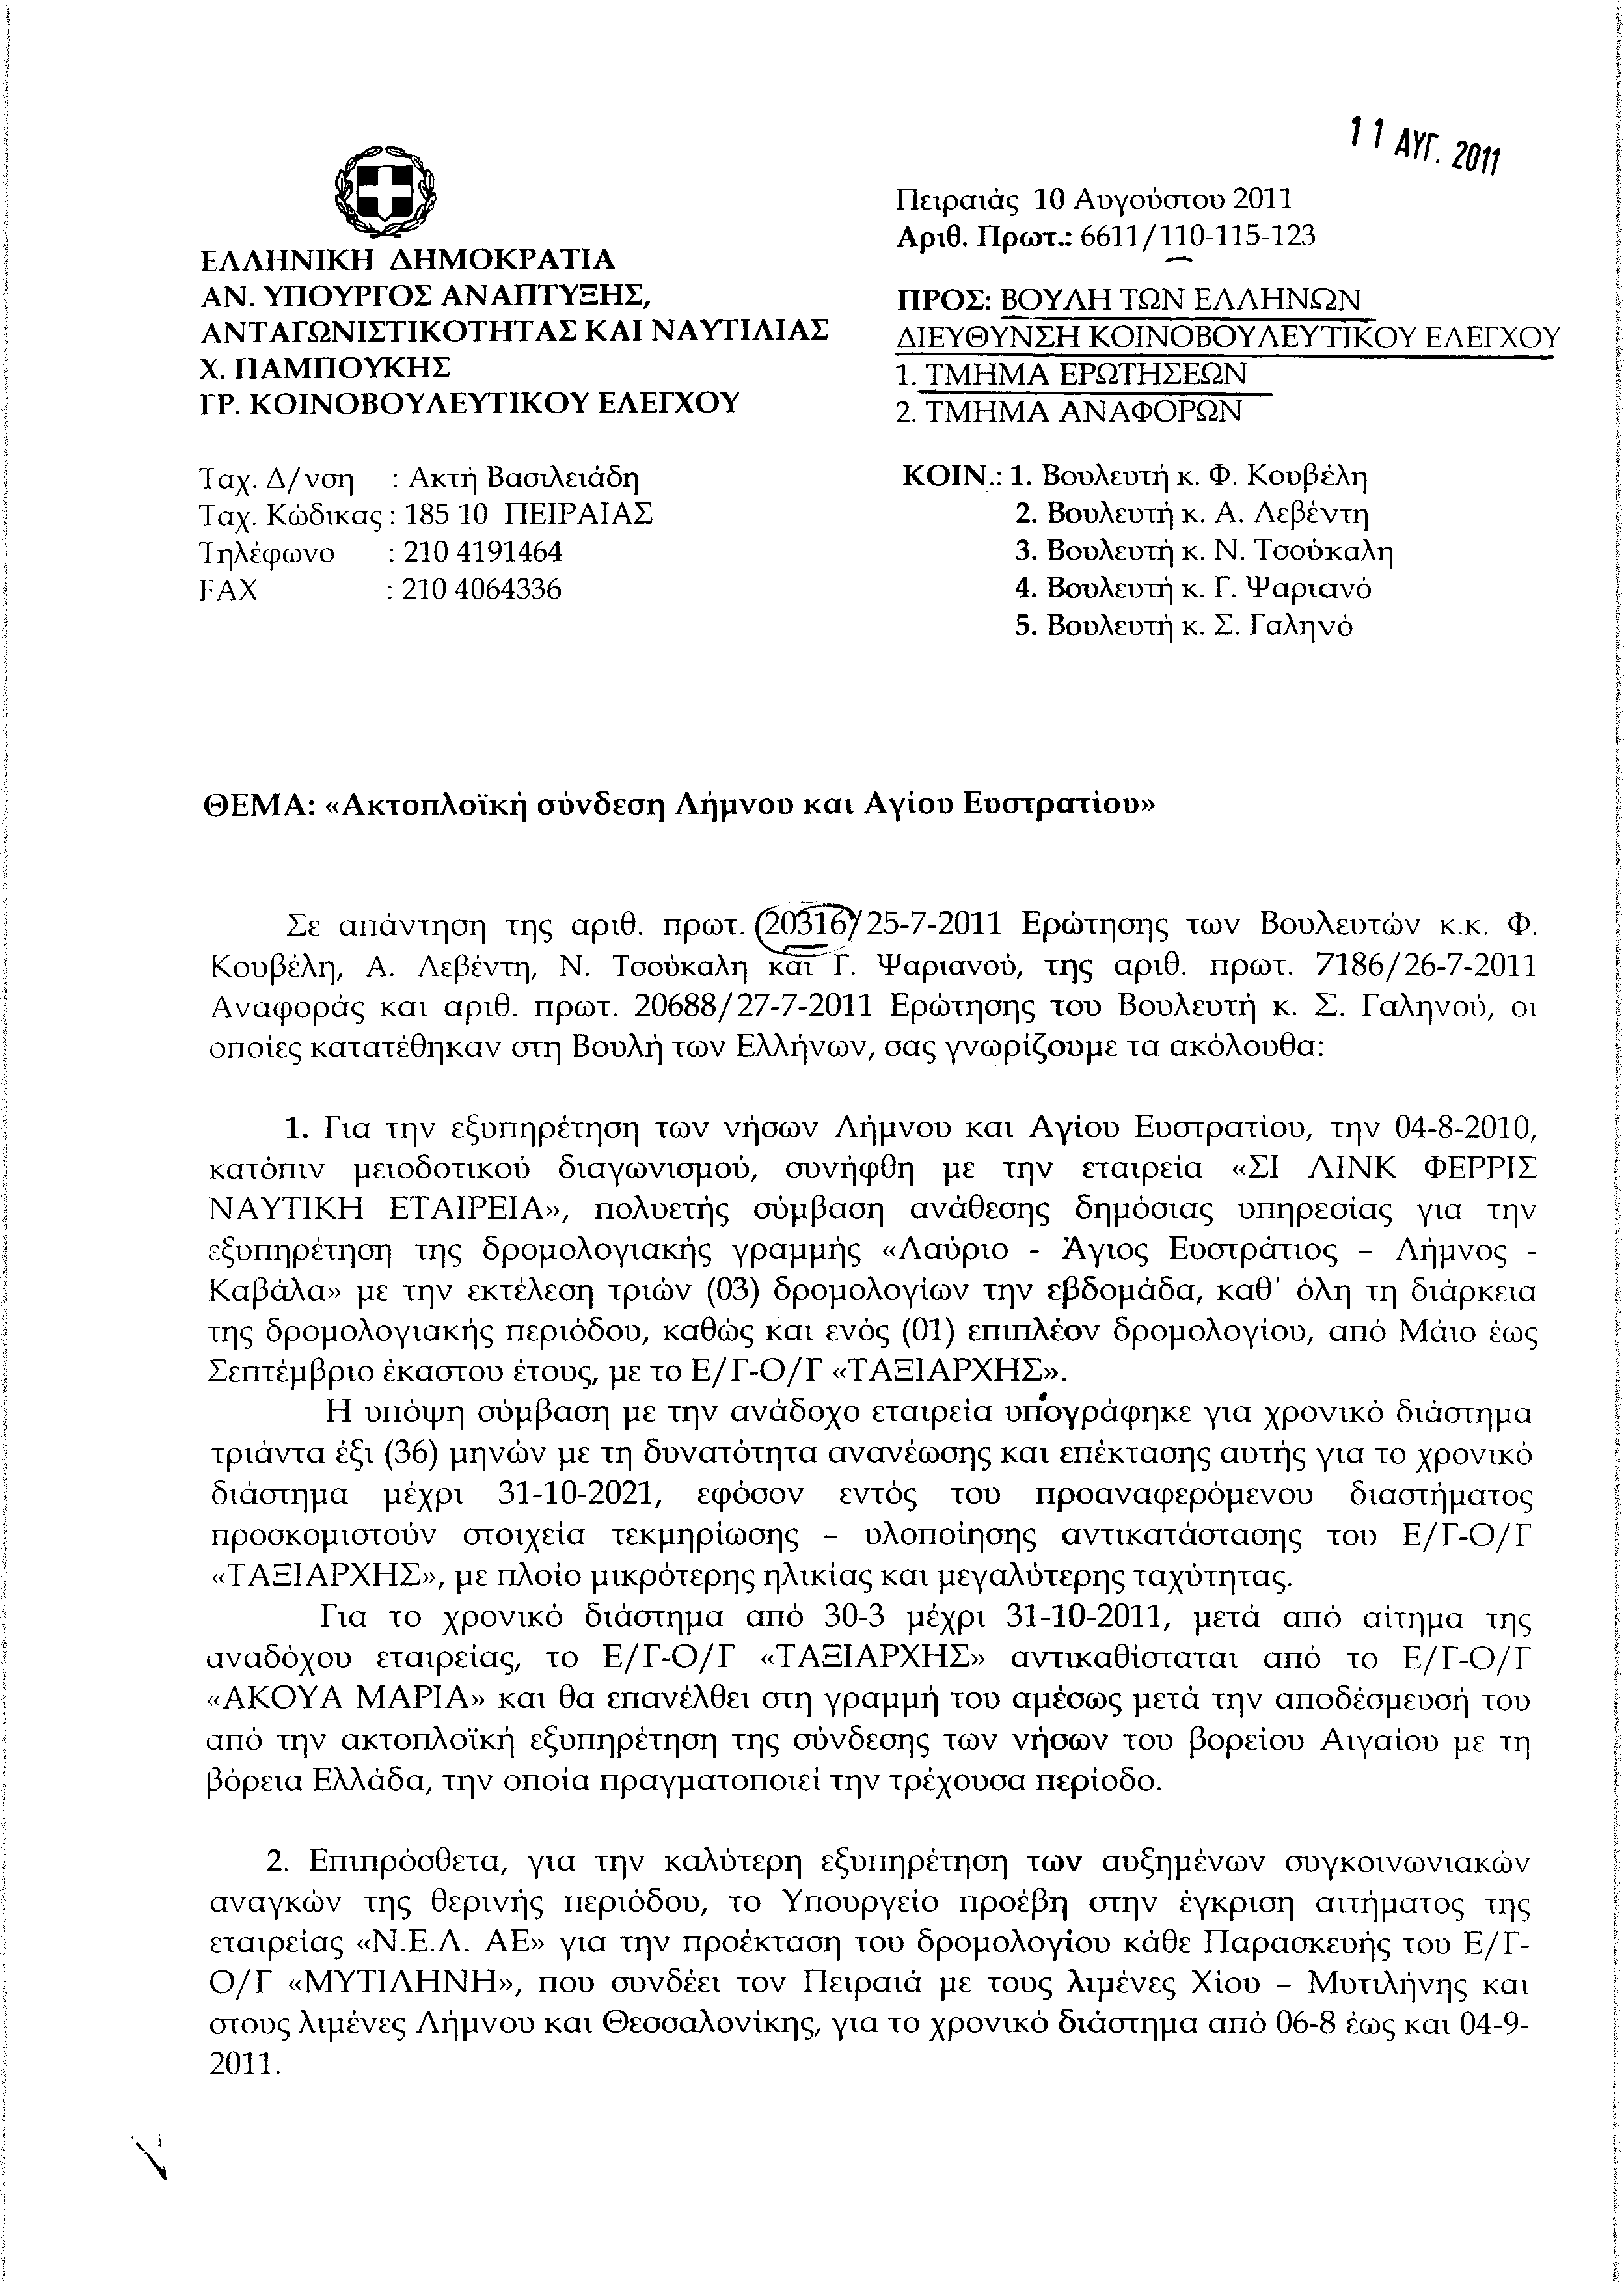 11 ΑΥΓ. 2011
ΕΛΛΗΝΙΚΗ ΔΗΜΟΚΡΑΤΙΑ
ΑΝ. ΥΠΟΥΡΓΟΣ ΑΝΑΠΤΥΞΗΣ,
ΑΝΤΑΓΩΝΙΣΤΙΚΟΤΗΤΑΣ ΚΑΙ ΝΑΥΤΙΛΙΑΣ
Χ. ΠΑΜΠΟΥΚΗΣ
ΓΡ. ΚΟΙΝΟΒΟΥΛΕΥΤΙΚΟΥ ΕΛΕΓΧΟΥ
Ταχ. Δ/νση : Ακτή Βασιλειάδη
Ταχ. Κώδικας : 185 10 ΠΕΙΡΑΙΑΣ
Τηλέφωνο : 210 4191464
FAX : 210 4064336
Πειραιάς 10 Αυγούστου 2011
Αριθ. Πρωτ.: 6611/110-115-123
ΠΡΟΣ: ΒΟΥΛΗ ΤΩΝ ΕΛΛΗΝΩΝ
ΔΙΕΥΘΥΝΣΗ ΚΟΙΝΟΒΟΥΛΕΥΤΙΚΟΥ ΕΛΕΓΧΟΥ
1. ΤΜΗΜΑ ΕΡΩΤΗΣΕΩΝ
2. ΤΜΗΜΑ ΑΝΑΦΟΡΩΝ
ΚΟΙΝ.: 1. Βουλευτή κ. Φ. Κουβέλη
2. Βουλευτή κ. Α. Λεβέντη
3. Βουλευτή κ. Ν. Τσούκαλη
4. Βουλευτή κ. Γ. Ψαριανό
5. Βουλευτή κ. Σ. Γαληνό
ΘΕΜΑ: «Ακτοπλοϊκή σύνδεση Λήμνου και Αγίου Ευστρατίου»
Σε απάντηση της αριθ. πρωτ. 20316/25-7-2011 Ερώτησης των Βουλευτών κ.κ. Φ.
Κουβέλη, Α. Λεβέντη, Ν. Τσούκαλη και Γ. Ψαριανού, της αριθ. πρωτ. 7186/26-7-2011
Αναφοράς και αριθ. πρωτ. 20688/27-7-2011 Ερώτησης του Βουλευτή κ. Σ. Γαληνού, οι
οποίες κατατέθηκαν στη Βουλή των Ελλήνων, σας γνωρίζουμε τα ακόλουθα:
1. Για την εξυπηρέτηση των νήσων Λήμνου και Αγίου Ευστρατίου, την 04-8-2010,
κατόπιν μειοδοτικού διαγωνισμού, συνήφθη με την εταιρεία «ΣΙ ΛΙΝΚ ΦΕΡΡΙΣ
ΝΑΥΤΙΚΗ ΕΤΑΙΡΕΙΑ», πολυετής σύμβαση ανάθεσης δημόσιας υπηρεσίας για την
εξυπηρέτηση της δρομολογιακής γραμμής «Λαύριο - Άγιος Ευστράτιος – Λήμνος -
Καβάλα» με την εκτέλεση τριών (03) δρομολογίων την εβδομάδα, καθ' όλη τη διάρκεια
της δρομολογιακής περιόδου, καθώς και ενός (01) επιπλέον δρομολογίου, από Μάιο έως
Σεπτέμβριο έκαστου έτους, με το Ε/Γ-Ο/Γ «ΤΑΞΙΑΡΧΗΣ».
Η υπόψη σύμβαση με την ανάδοχο εταιρεία υπογράφηκε για χρονικό διάστημα
τριάντα έξι (36) μηνών με τη δυνατότητα ανανέωσης και επέκτασης αυτής για το χρονικό
διάστημα μέχρι 31-10-2021, εφόσον εντός του προαναφερόμενου διαστήματος
προσκομιστούν στοιχεία τεκμηρίωσης – υλοποίησης αντικατάστασης του Ε/Γ-Ο/Γ
«ΤΑΞΙΑΡΧΗΣ», με πλοίο μικρότερης ηλικίας και μεγαλύτερης ταχύτητας.
Για το χρονικό διάστημα από 30-3 μέχρι 31-10-2011, μετά από αίτημα της
αναδόχου εταιρείας, το Ε/Γ-Ο/Γ «ΤΑΞΙΑΡΧΗΣ» αντικαθίσταται από το Ε/Γ-Ο/Γ
«ΑΚΟΥΑ ΜΑΡΙΑ» και θα επανέλθει στη γραμμή του αμέσως μετά την αποδέσμευσή του
από την ακτοπλοϊκή εξυπηρέτηση της σύνδεσης των νήσων του βορείου Αιγαίου με τη
βόρεια Ελλάδα, την οποία πραγματοποιεί την τρέχουσα περίοδο.
2. Επιπρόσθετα, για την καλύτερη εξυπηρέτηση των αυξημένων συγκοινωνιακών
αναγκών της θερινής περιόδου, το Υπουργείο προέβη στην έγκριση αιτήματος της
εταιρείας «Ν.Ε.Λ. ΑΕ» για την προέκταση του δρομολογίου κάθε Παρασκευής του Ε/Γ-
Ο/Γ «ΜΥΤΙΛΗΝΗ», που συνδέει τον Πειραιά με τους λιμένες Χίου – Μυτιλήνης και
στους λιμένες Λήμνου και Θεσσαλονίκης, για το χρονικό διάστημα από 06-8 έως και 04-9-
2011.